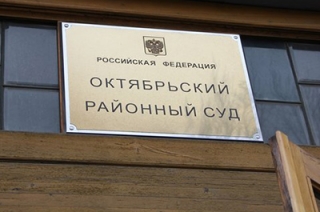 РОССИЙСКАЯ ФЕДЕРАЦИЯ
ОКТЯБРЬСКИЙ
РАЙОННЫЙ СУД